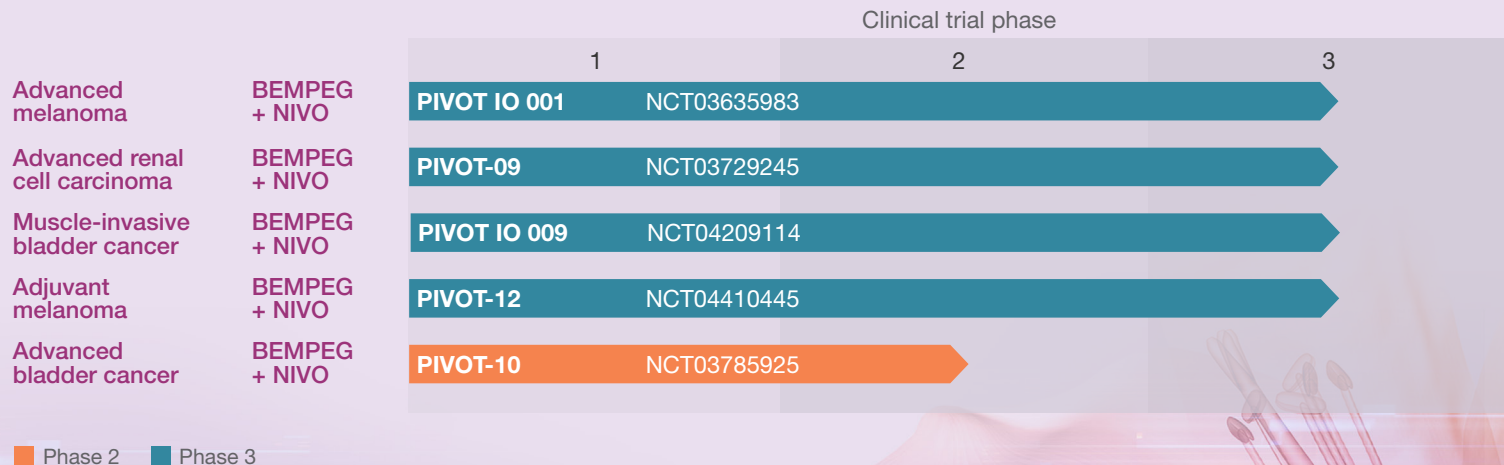 Clinical trial phase
1 2 3
Advanced melanoma BEMPEG + NIVO PIVOT IO 001 NCT03635983
Advanced renal cell carcinoma BEMPEG + NIVO PIVOT-09 NCT03729245
Muscle-invasive bladder cancer BEMPEG + NIVO PIVOT IO 009 NCT04209114
Adjuvant melanoma BEMPEG + NIVO PIVOT-12 NCT04410445
Advanced bladder cancer BEMPEG + NIVO PIVOT-10 NCT03785925
Phase 2 Phase 3